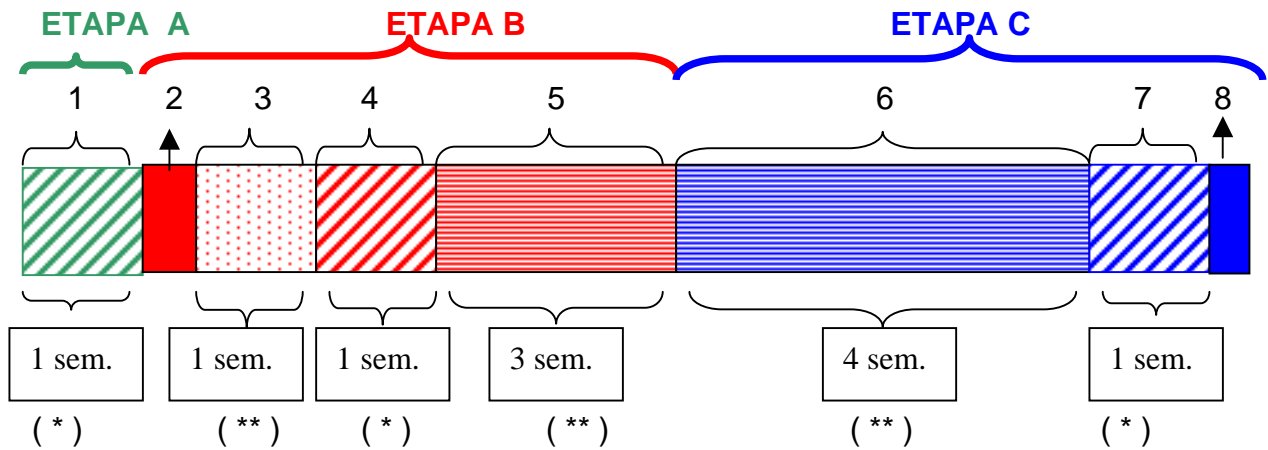 ETAPA A ETAPA B ETAPA C
1 2 3 4 5 6 7 8
1 sem. 1 sem. 1 sem. 3 sem. 4 sem. 1 sem.
( * ) ( ** ) ( * ) ( ** ) ( ** ) ( * )